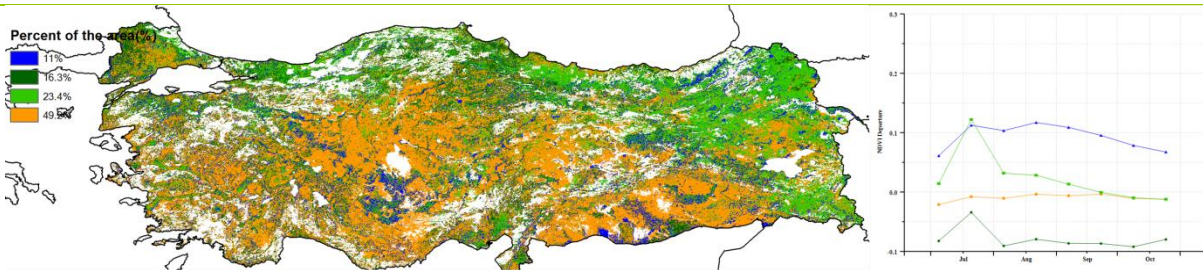 Percent of the area(%)
11%
16.3%
23.4%
49.2%
0.3
0.2
0.1
0.0
-0.1
NDVI Departure
Jul
Aug
Sep
Oct